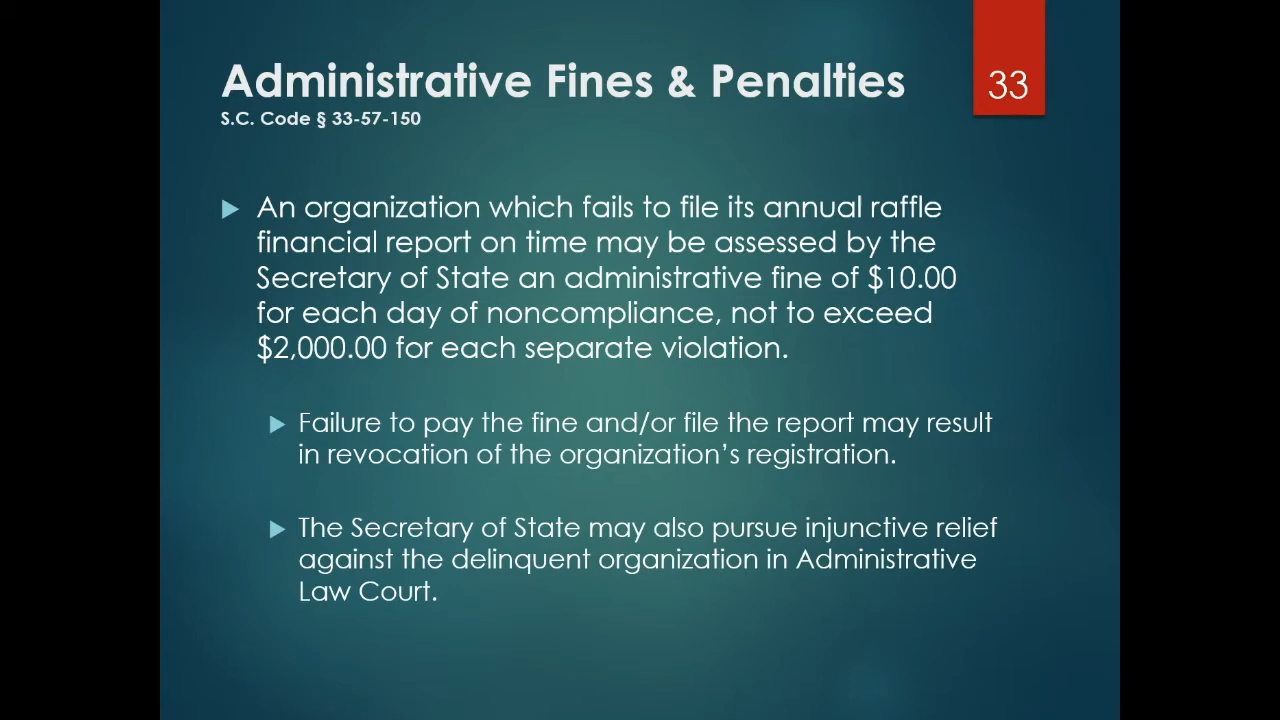 Administrative Fines & Penalties
33
S.C. Code § 33-57-150
An organization which fails to file its annual raffle
financial report on time may be assessed by the
Secretary of State an administrative fine of $10.00
for each day of noncompliance, not to exceed
$2,000.00 for each separate violation.
Failure to pay the fine and/or file the report may result
in revocation of the organization’s registration.
The Secretary of State may also pursue injunctive relief
against the delinquent organization in Administrative
Law Court.